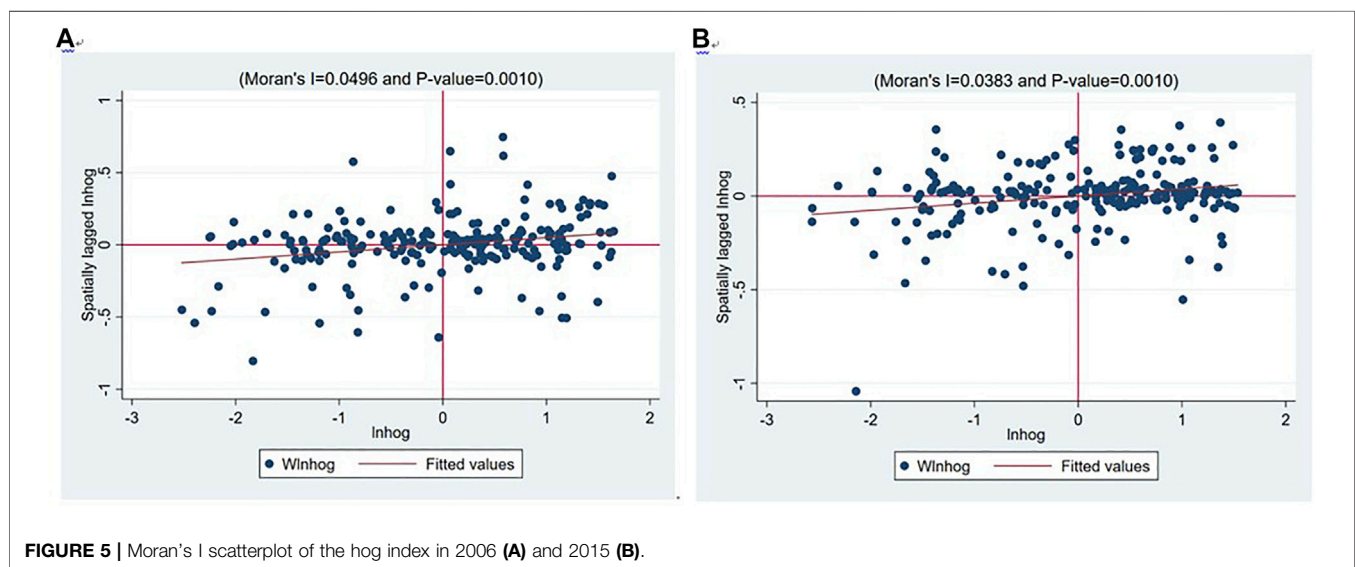 A
(Moran's I=0.0496 and P-value=0.0010)
Spatially lagged lnhog
1
.5
0
-.5
-1
-3
-2
-1
0
1
2
lnhog
Wlnhog
Fitted values
B
(Moran's I=0.0383 and P-value=0.0010)
Spatially lagged lnhog
.5
0
-.5
-1
-3
-2
-1
0
1
2
lnhog
Wlnhog
Fitted values
FIGURE 5 | Moran's I scatterplot of the hog index in 2006 (A) and 2015 (B).